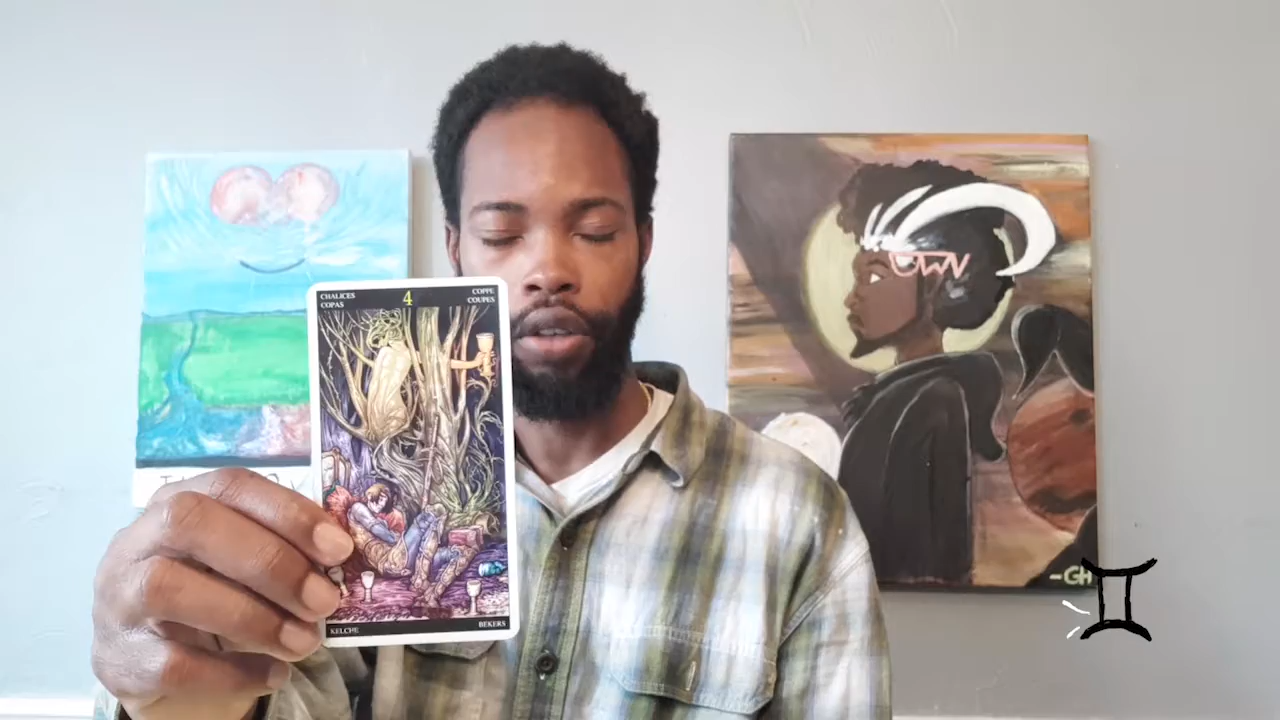 CHALICES
COPAS
4
COPPE
COUPES
KELCHE
BEKERS
-GH